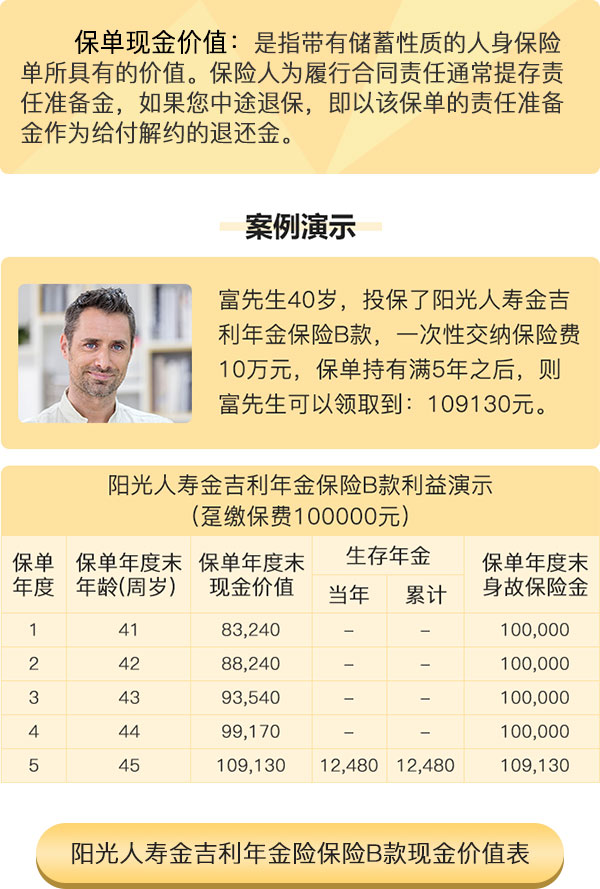 保单现金价值：是指带有储蓄性质的人身保险
单所具有的价值。保险人为履行合同责任通常提存责
任准备金，如果您中途退保，即以该保单的责任准备
金作为给付解约的退还金。
案例演示
富先生40岁，投保了阳光人寿金吉
利年金保险B款，一次性交纳保险费
10万元，保单持有满5年之后，则
富先生可以领取到：109130元。
阳光人寿金吉利年金保险B款利益演示
（趸缴保费100000元）
保单年度 保单年度末年龄(周岁) 保单年度末现金价值 生存年金 保单年度末身故保险金
当年 累计
1 41 83,240 – – 100,000
2 42 88,240 – – 100,000
3 43 93,540 – – 100,000
4 44 99,170 – – 100,000
5 45 109,130 12,480 12,480 109,130
阳光人寿金吉利年金险保险B款现金价值表